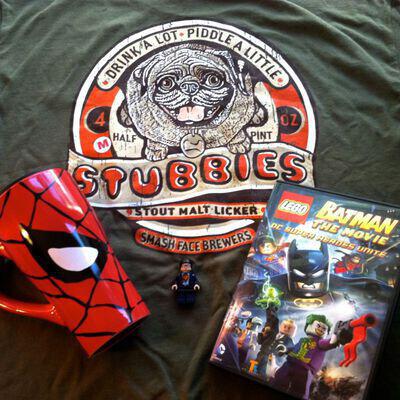 DRINK A LOT • PIDDLE A LITTLE
4 OZ
M
HALF PINT
STUBBIES
STOUT MALT LICKER
SMASH FACE BREWERS
LEGO
BATMAN
THE MOVIE
DC SUPER HEROES UNITE